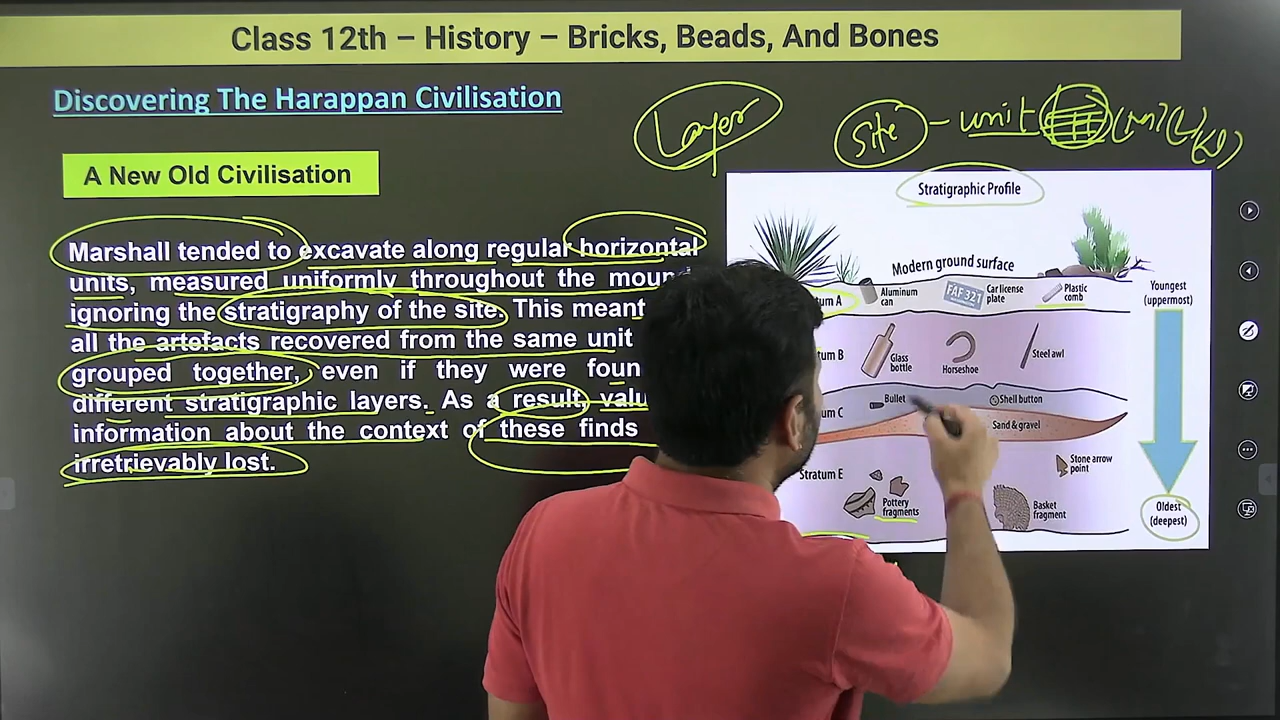 Class 12th – History – Bricks, Beads, And Bones
Discovering The Harappan Civilisation
Layer
Site - unit
A New Old Civilisation
Marshall tended to excavate along regular horizontal
units, measured uniformly throughout the
ignoring the stratigraphy of the site. This meant
all the artefacts recovered from the same unit
grouped together, even if they were
different stratigraphic layers. As a result,
information about the context of these finds
irretrievably lost.
Stratigraphic Profile
Modern ground surface
Aluminum
can
FAF 321
Car license
plate
Plastic
comb
Youngest
(uppermost)
Glass
bottle
Horseshoe
Steel awl
Bullet
Shell button
Sand & gravel
Stratum E
Stone arrow
point
Pottery
fragments
Basket
fragment
Oldest
(deepest)